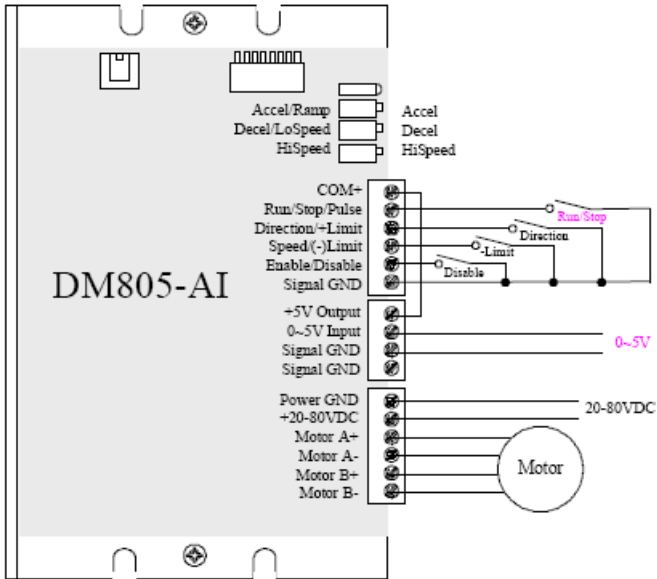 Accel/Ramp Accel
Decel/LoSpeed Decel
HiSpeed HiSpeed
COM+
Run/Stop/Pulse Run/Stop
Direction/+Limit Direction
Speed/(-)Limit -Limit
Enable/Disable Disable
Signal GND
DM805-AI
+5V Output
0~5V Input 0~5V
Signal GND
Signal GND
Power GND 20-80VDC
+20-80VDC
Motor A+
Motor A-
Motor B+
Motor B-
Motor